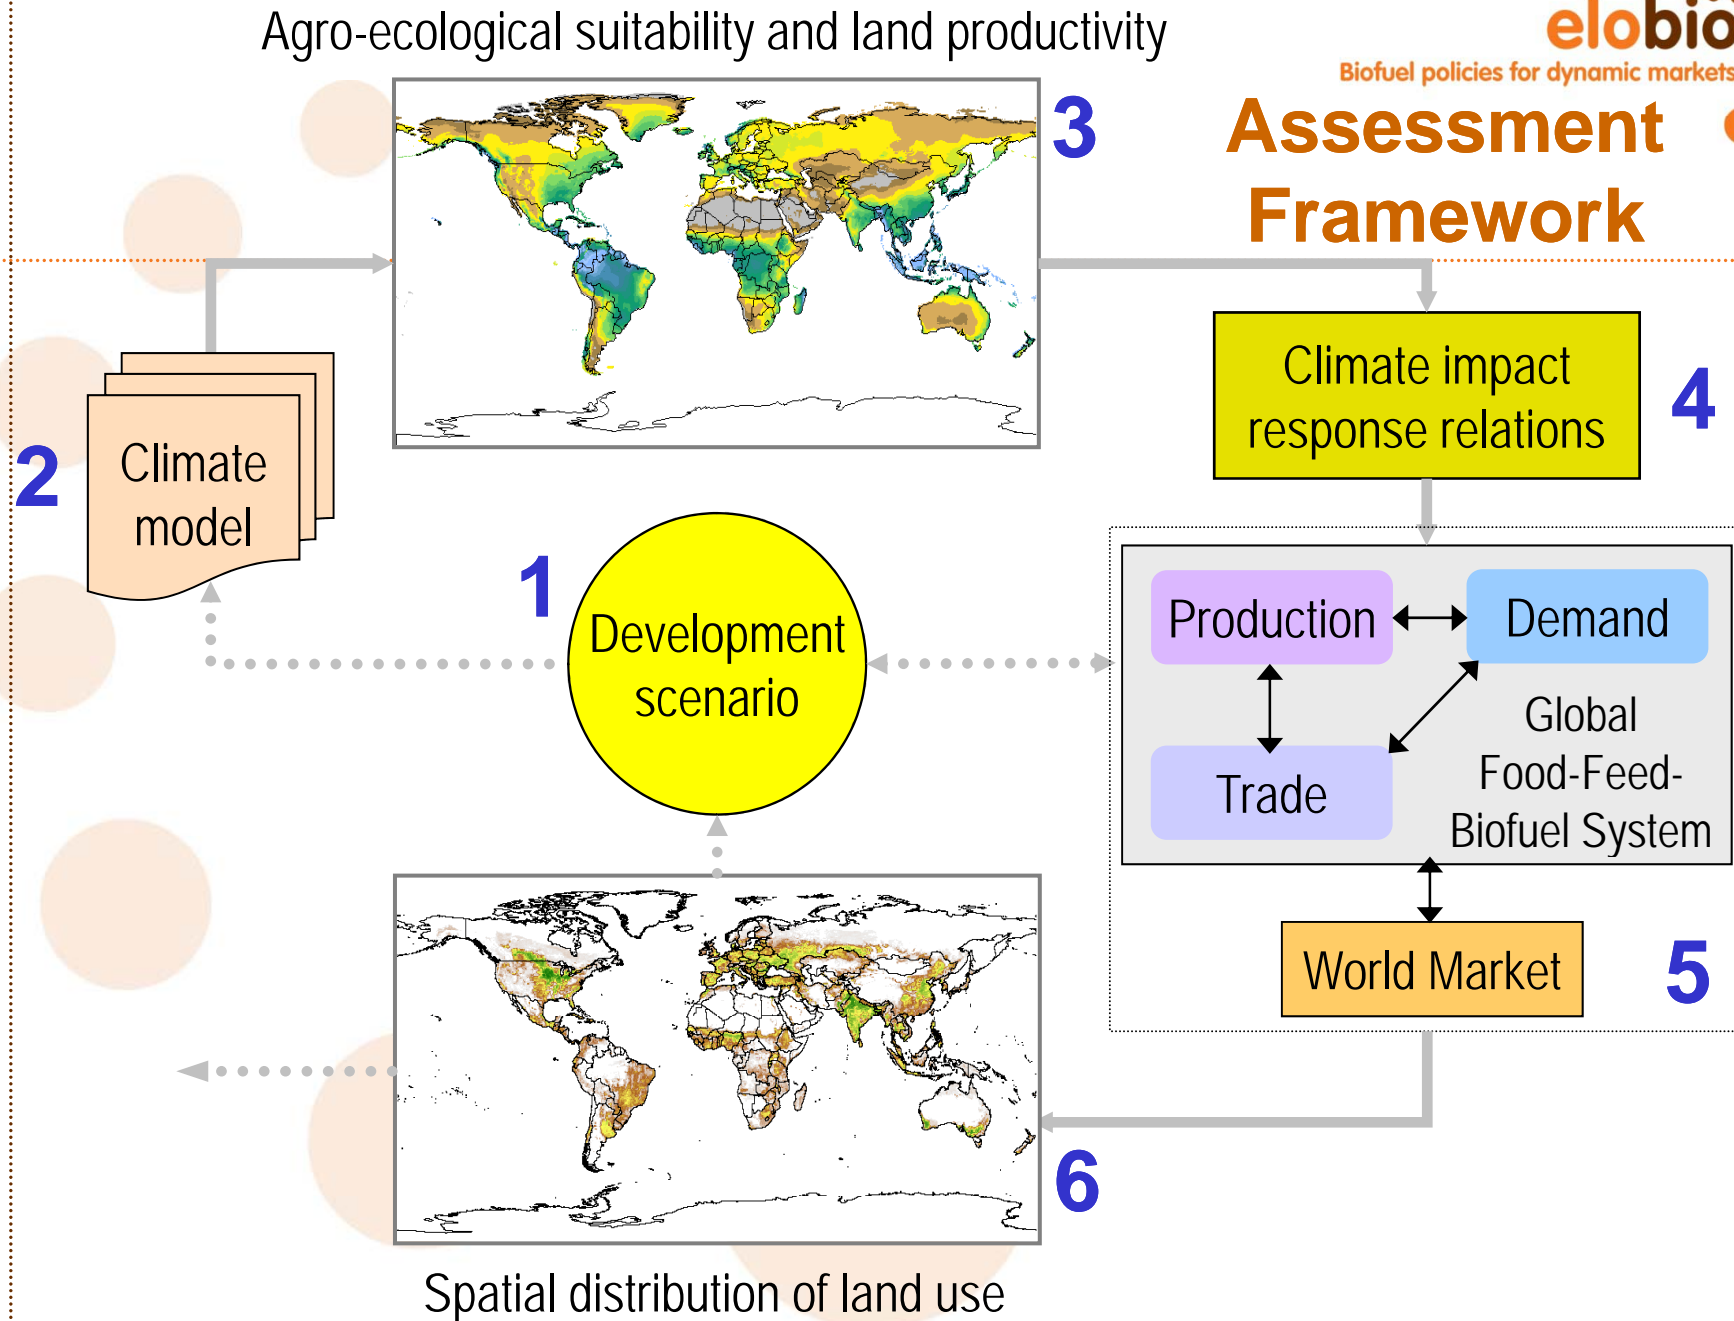 Agro-ecological suitability and land productivity
elobio
Biofuel policies for dynamic markets
Assessment
Framework
3
Climate impact
response relations
4
2
Climate
model
1
Development
scenario
Production
Demand
Trade
Global
Food-Feed-
Biofuel System
World Market
5
6
Spatial distribution of land use